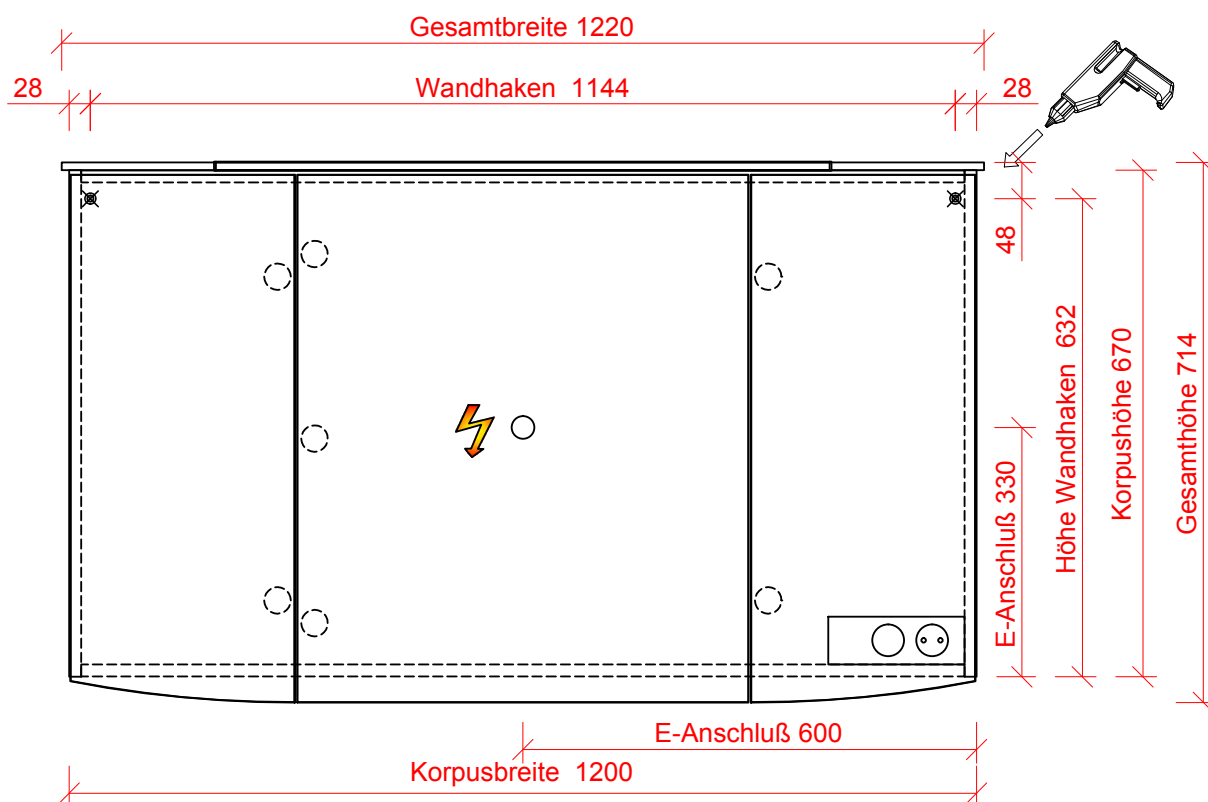 Gesamtbreite 1220
28
Wandhaken 1144
28
48
E-Anschluß 330
Höhe Wandhaken 632
Korpushöhe 670
Gesamthöhe 714
E-Anschluß 600
Korpusbreite 1200